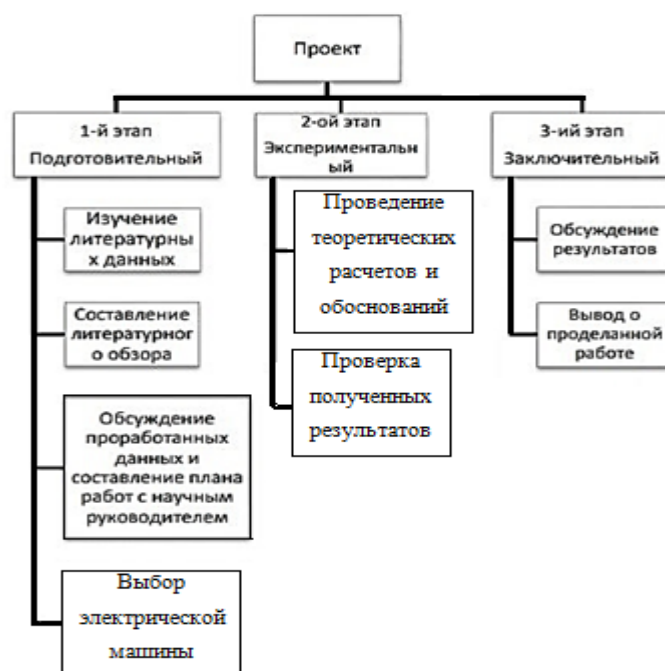 Проект
1-й этап
Подготовительный
Изучение
литературны
х данных
Составление
литературног
о обзора
Обсуждение
проработанных
данных и
составление плана
работ с научным
руководителем
Выбор
электрической
машины
2-ой этап
Экспериментальн
ый
Проведение
теоретических
расчетов и
обоснований
Проверка
полученных
результатов
3-ий этап
Заключительный
Обсуждение
результатов
Вывод о
проделанной
работе